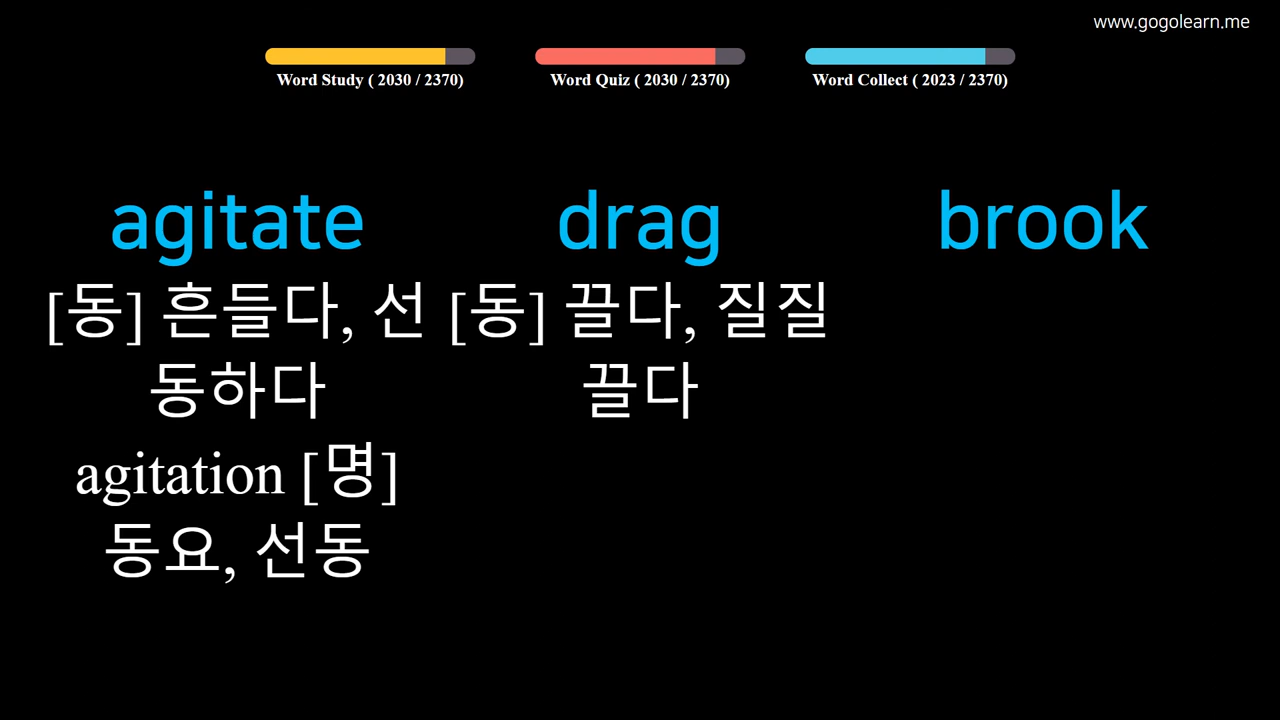 www.gogolearn.me
Word Study ( 2030 / 2370)
Word Quiz ( 2030 / 2370)
Word Collect ( 2023 / 2370)
agitate
[동] 흔들다, 선
동하다
agitation [명]
동요, 선동
drag
[동] 끌다, 질질
끌다
brook